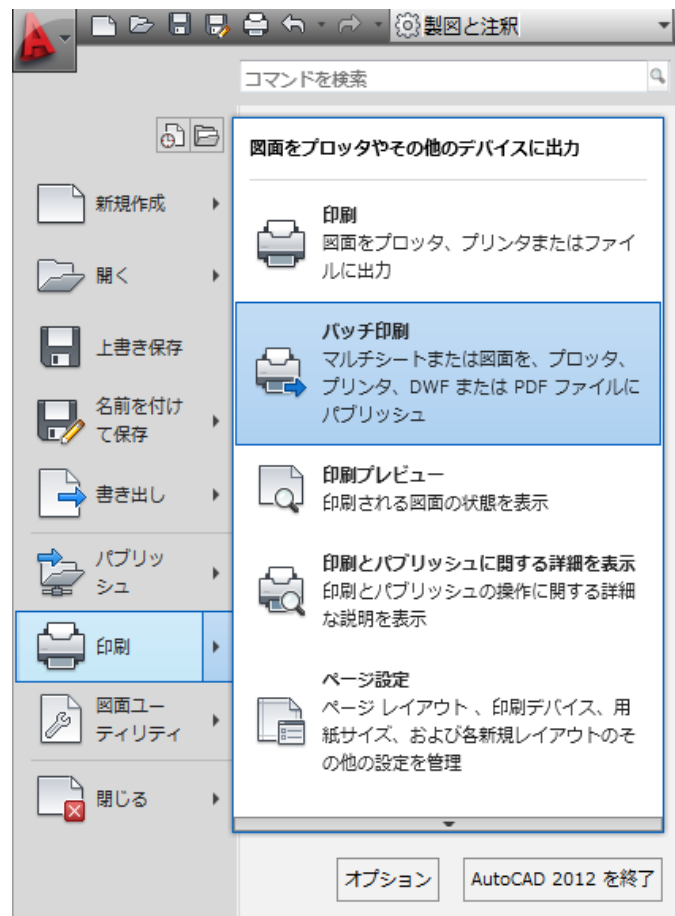 製図と注釈
コマンドを検索
図面をプロッタやその他のデバイスに出力
新規作成
開く
上書き保存
名前を付け
て保存
書き出し
パブリッ
シュ
印刷
図面ユー
ティリティ
閉じる
印刷
図面をプロッタ、プリンタまたはファイ
ルに出力
バッチ印刷
マルチシートまたは図面を、プロッタ、
プリンタ、DWF または PDF ファイルに
パブリッシュ
印刷プレビュー
印刷される図面の状態を表示
印刷とパブリッシュに関する詳細を表示
印刷とパブリッシュの操作に関する詳細
な説明を表示
ページ設定
ページ レイアウト 、印刷デバイス、用
紙サイズ、および各新規レイアウトのそ
の他の設定を管理
オプション
AutoCAD 2012 を終了